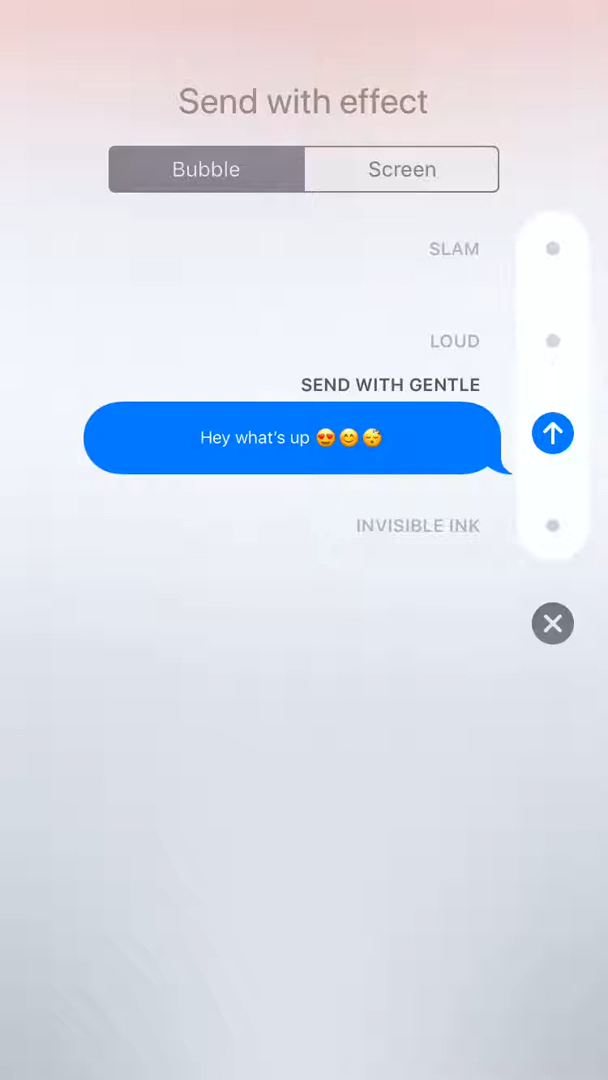 Send with effect
Bubble
Screen
SLAM
LOUD
SEND WITH GENTLE
Hey what’s up 😍😊😴
INVISIBLE INK